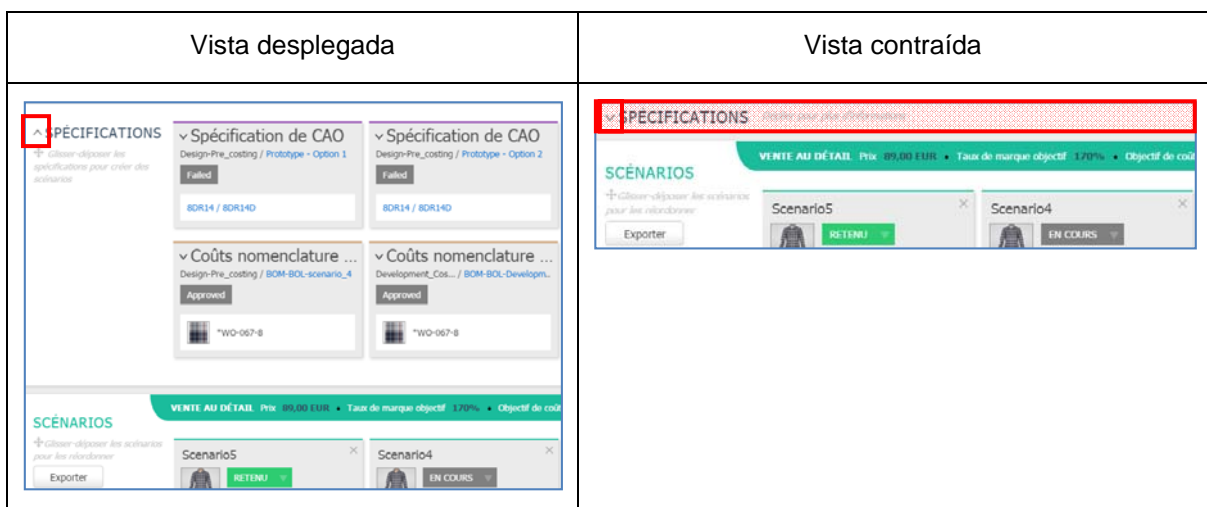 Vista desplegada
Vista contraída
SPÉCIFICATIONS
Glisser-déposer les
spécifications pour créer des
scénarios
Spécification de CAO
Design-Pre_costing / Prototype - Option 1
Failed
8DR14 / 8DR14D
Spécification de CAO
Design-Pre_costing / Prototype - Option 2
Failed
8DR14 / 8DR14D
Coûts nomenclature ...
Design-Pre_costing / BOM-BOL-scenario_4
Approved
*WO-067-8
Coûts nomenclature ...
Development_Cos... / BOM-BOL-Developm..
Approved
*WO-067-8
SCÉNARIOS
Glisser-déposer les scénarios
pour les réordonner
Exporter
VENTE AU DÉTAIL Prix 89,00 EUR • Taux de marque objectif 170% • Objectif de coût
Scenario5
RETENU
Scenario4
EN COURS
SPÉCIFICATIONS
SCÉNARIOS
Glisser-déposer les scénarios
pour les réordonner
Exporter
VENTE AU DÉTAIL Prix 89,00 EUR • Taux de marque objectif 170% • Objectif de coût
Scenario5
RETENU
Scenario4
EN COURS